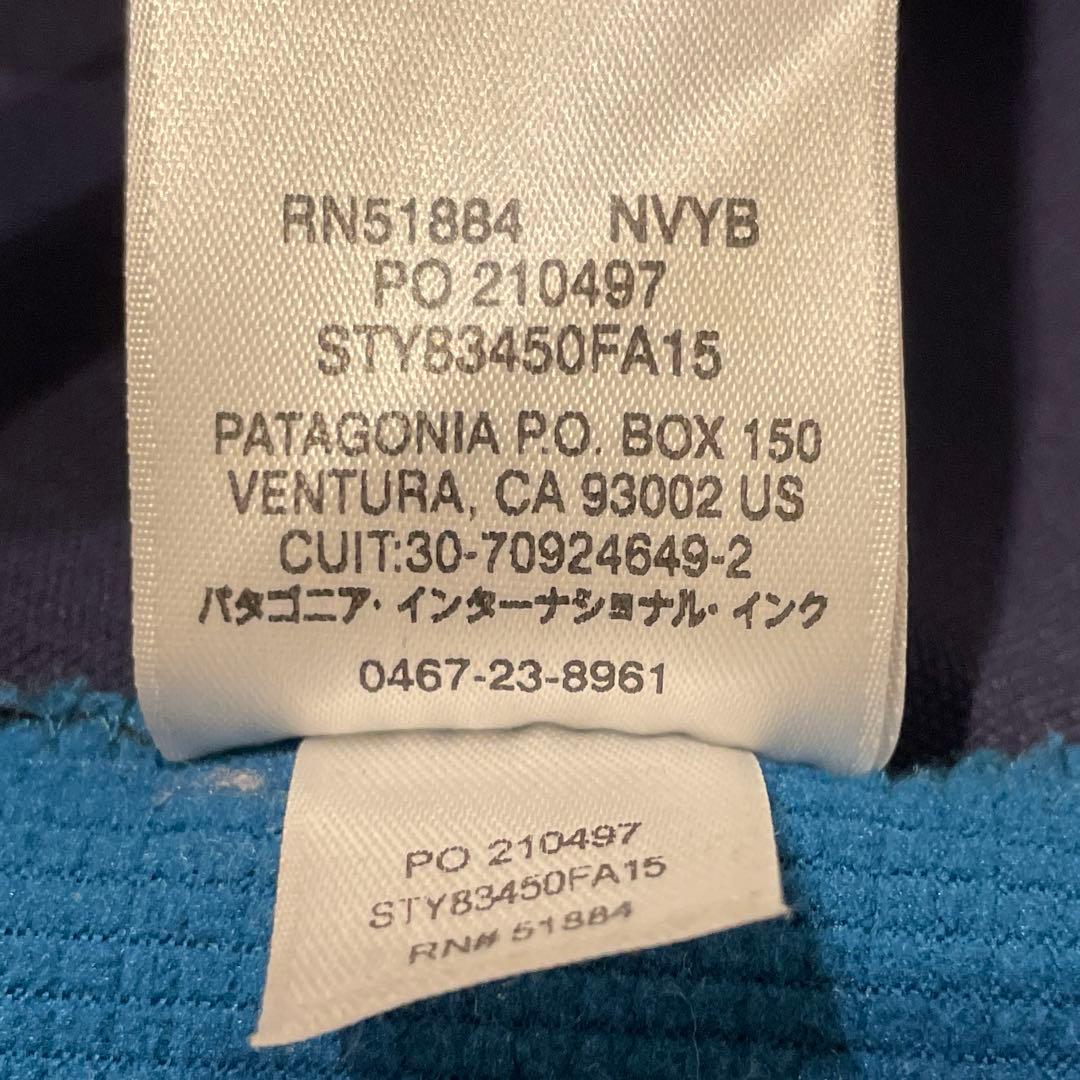 RN51884 NVYB
PO 210497
STY83450FA15
PATAGONIA P.O. BOX 150
VENTURA, CA 93002 US
CUIT:30-70924649-2
パタゴニア・インターナショナル・インク
0467-23-8961
PO 210497
STY83450FA15
RN# 51884